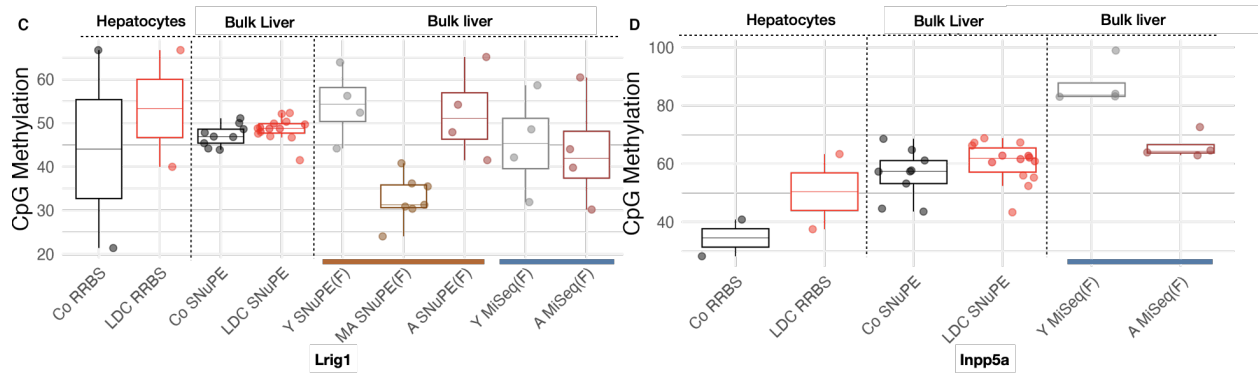 C
Hepatocytes
Bulk Liver
Bulk liver
CpG Methylation
60
50
40
30
20
Co RRBS
LDC RRBS
Co SNuPE
LDC SNuPE
Y SNuPE(F)
MA SNuPE(F)
A SNuPE(F)
Y MiSeq(F)
A MiSeq(F)
Lrig1
D
Hepatocytes
Bulk Liver
Bulk liver
CpG Methylation
100
80
60
40
Co RRBS
LDC RRBS
Co SNuPE
LDC SNuPE
Y MiSeq(F)
A MiSeq(F)
Inpp5a